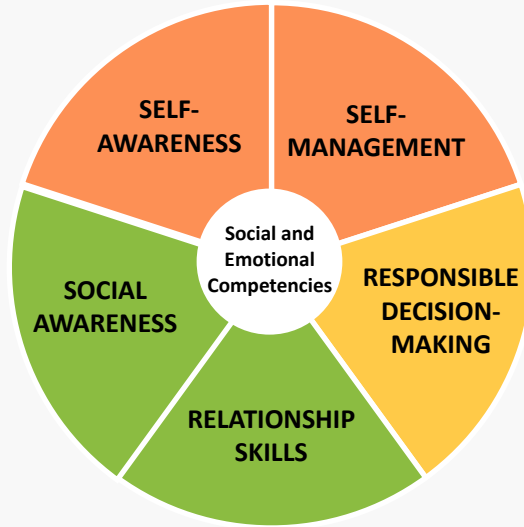 SELF-
AWARENESS
SELF-
MANAGEMENT
Social and
Emotional
Competencies
SOCIAL
AWARENESS
RESPONSIBLE
DECISION-
MAKING
RELATIONSHIP
SKILLS